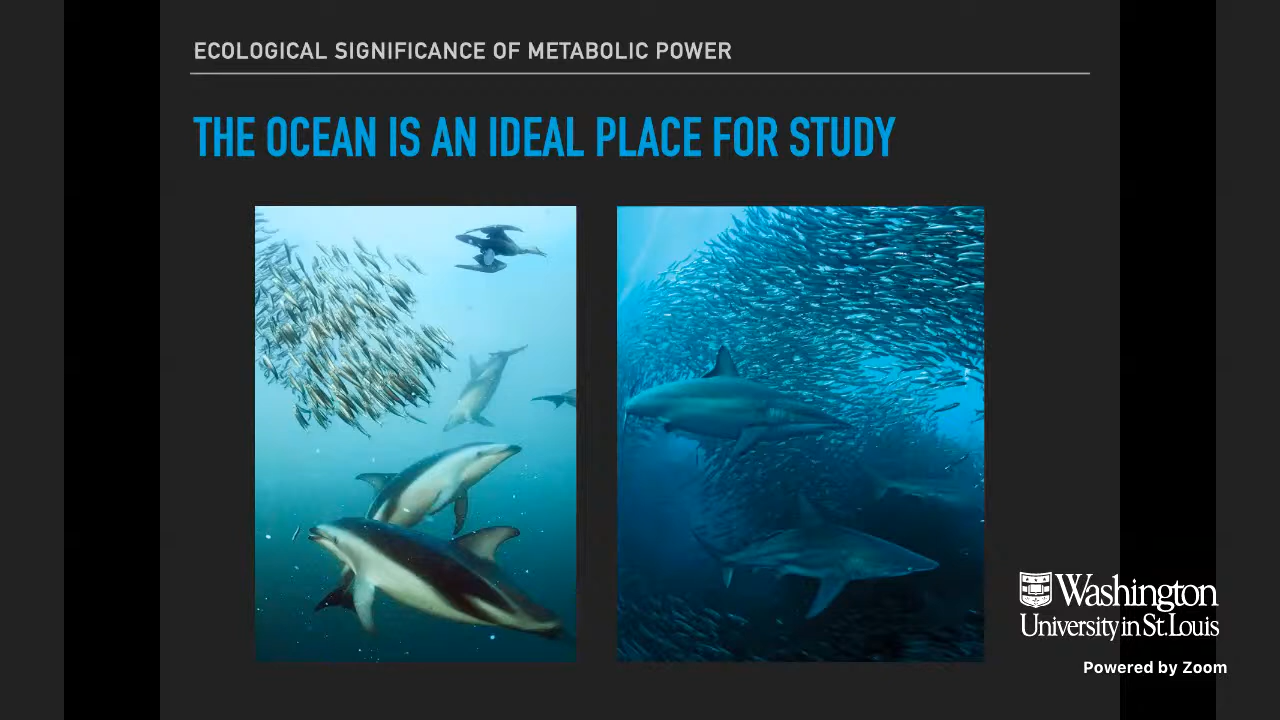 ECOLOGICAL SIGNIFICANCE OF METABOLIC POWER
THE OCEAN IS AN IDEAL PLACE FOR STUDY
Washington
University in St. Louis
Powered by Zoom